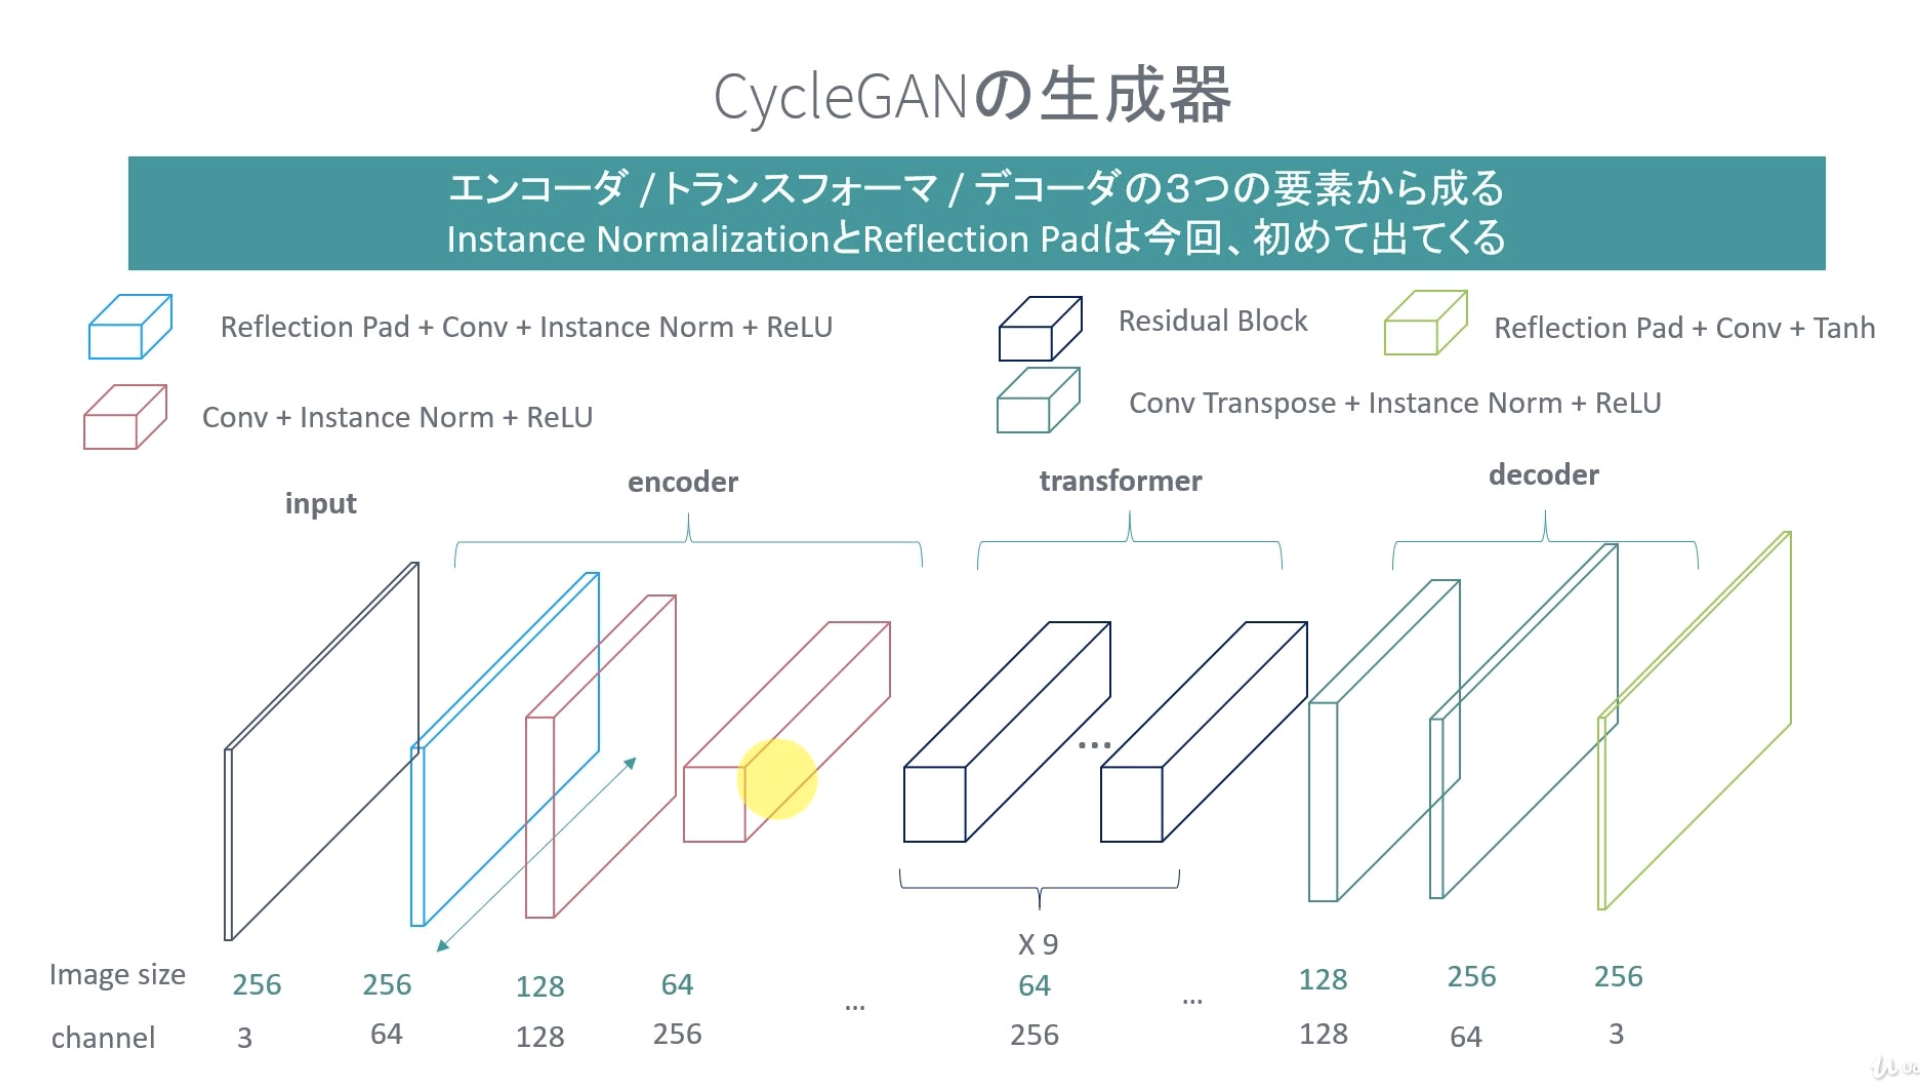 CycleGANの生成器
エンコーダ / トランスフォーマ / デコーダの３つの要素から成る
Instance NormalizationとReflection Padは今回、初めて出てくる
Reflection Pad + Conv + Instance Norm + ReLU
Residual Block
Reflection Pad + Conv + Tanh
Conv + Instance Norm + ReLU
Conv Transpose + Instance Norm + ReLU
input
encoder
transformer
decoder
...
X 9
Image size 256 256 128 64 ... 64 ... 128 256 256
channel 3 64 128 256 256 128 64 3